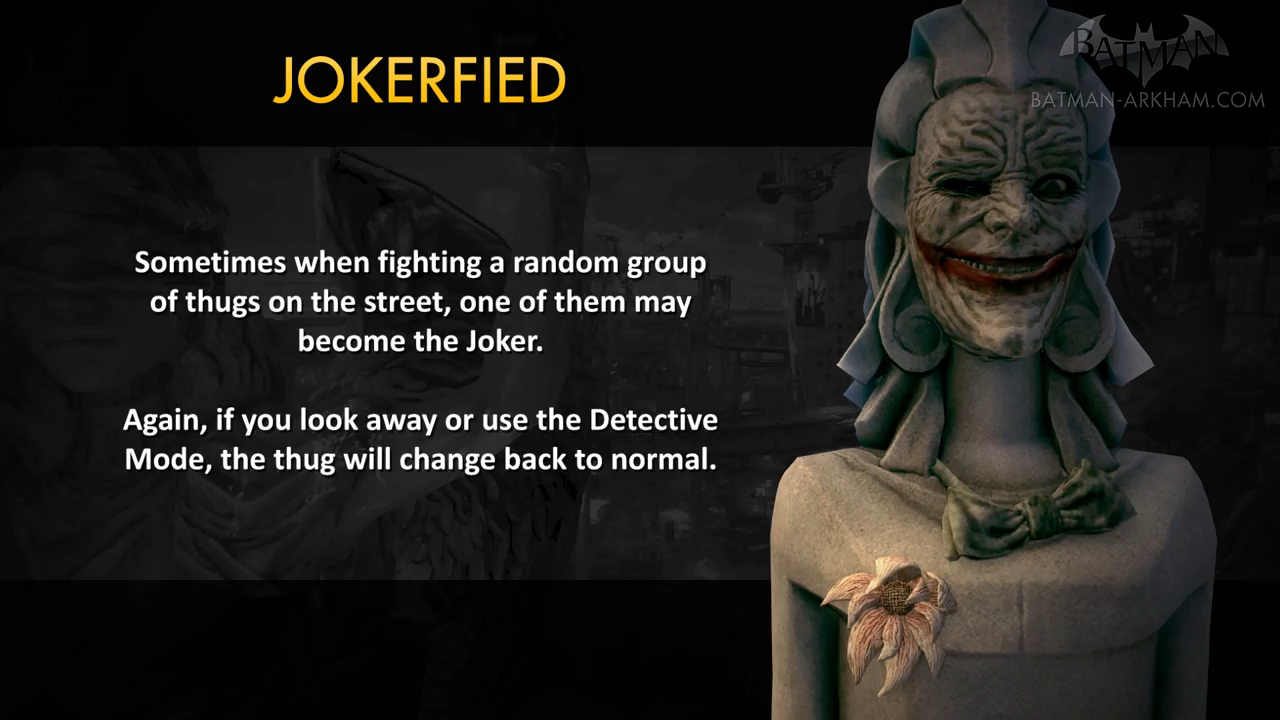 JOKERFIED
BATMAN
BATMAN-ARKHAM.COM
Sometimes when fighting a random group
of thugs on the street, one of them may
become the Joker.
Again, if you look away or use the Detective
Mode, the thug will change back to normal.